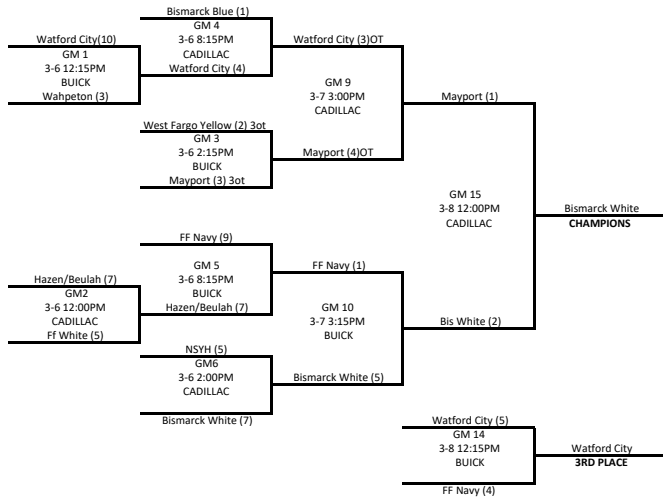 Bismarck Blue (1)
GM 4
3-6 8:15PM
CADILLAC
Watford City (4)
Watford City(10)
GM 1
3-6 12:15PM
BUICK
Wahpeton (3)
Watford City (3)OT
GM 9
3-7 3:00PM
CADILLAC
Mayport (4)OT
West Fargo Yellow (2) 3ot
GM 3
3-6 2:15PM
BUICK
Mayport (3) 3ot
Mayport (1)
GM 15
3-8 12:00PM
CADILLAC
Bis White (2)
Bismarck White
CHAMPIONS
FF Navy (9)
GM 5
3-6 8:15PM
BUICK
Hazen/Beulah (7)
Hazen/Beulah (7)
GM2
3-6 12:00PM
CADILLAC
Ff White (5)
FF Navy (1)
GM 10
3-7 3:15PM
BUICK
Bismarck White (5)
NSYH (5)
GM6
3-6 2:00PM
CADILLAC
Bismarck White (7)
Watford City (5)
GM 14
3-8 12:15PM
BUICK
FF Navy (4)
Watford City
3RD PLACE